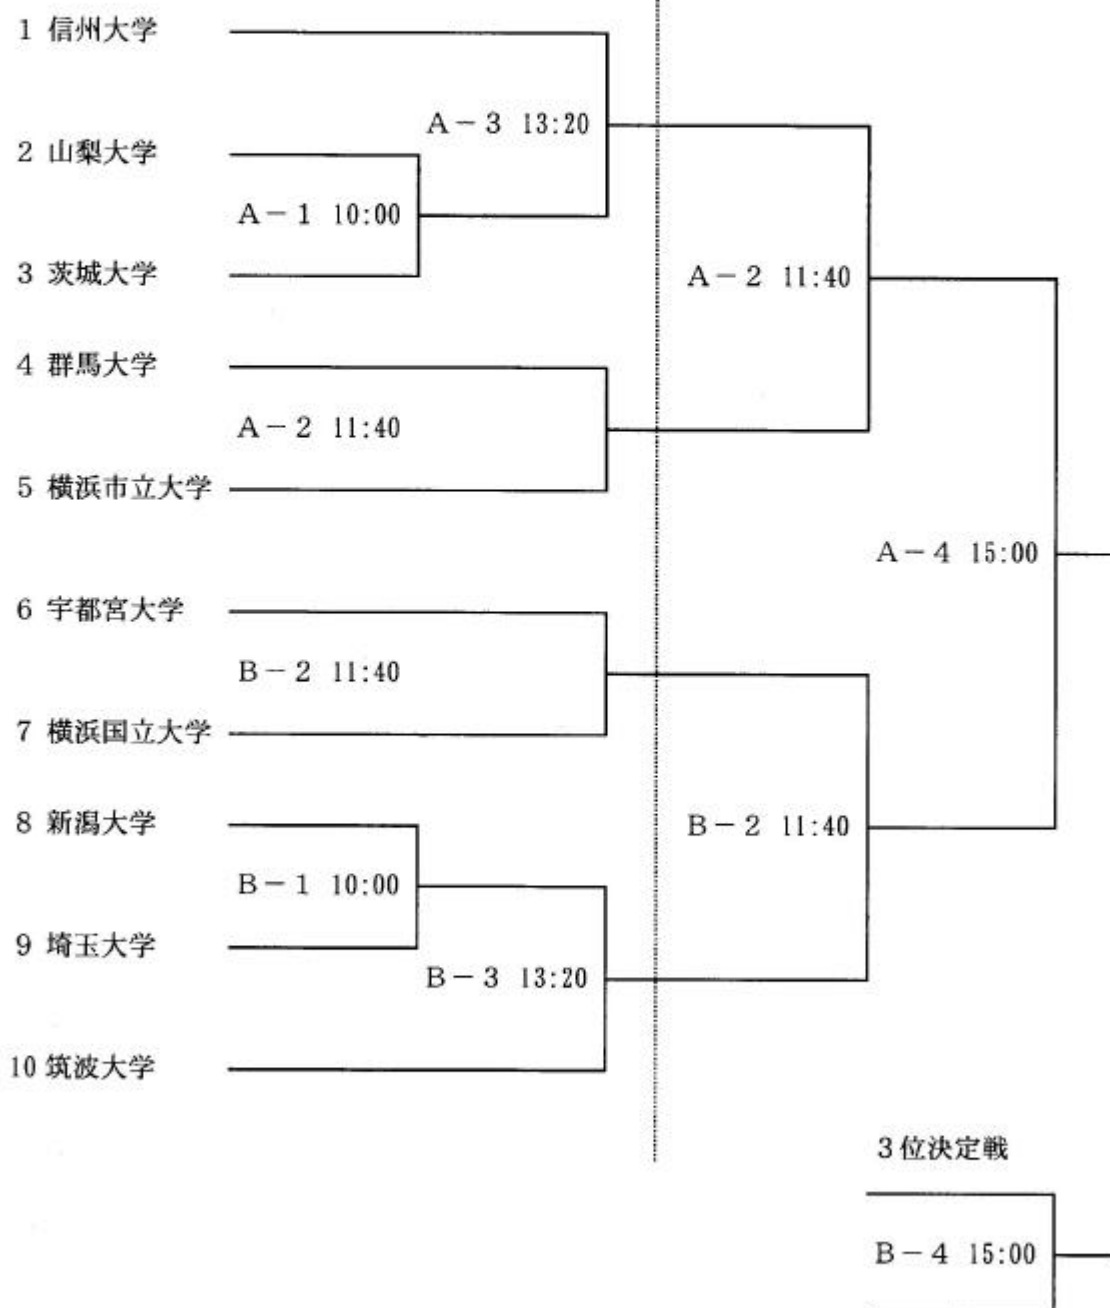 1 信州大学
A－3 13:20
2 山梨大学
A－1 10:00
3 茨城大学
A－2 11:40
4 群馬大学
A－2 11:40
5 横浜市立大学
A－4 15:00
6 宇都宮大学
B－2 11:40
7 横浜国立大学
8 新潟大学
B－2 11:40
B－1 10:00
9 埼玉大学
B－3 13:20
10 筑波大学
3位決定戦
B－4 15:00